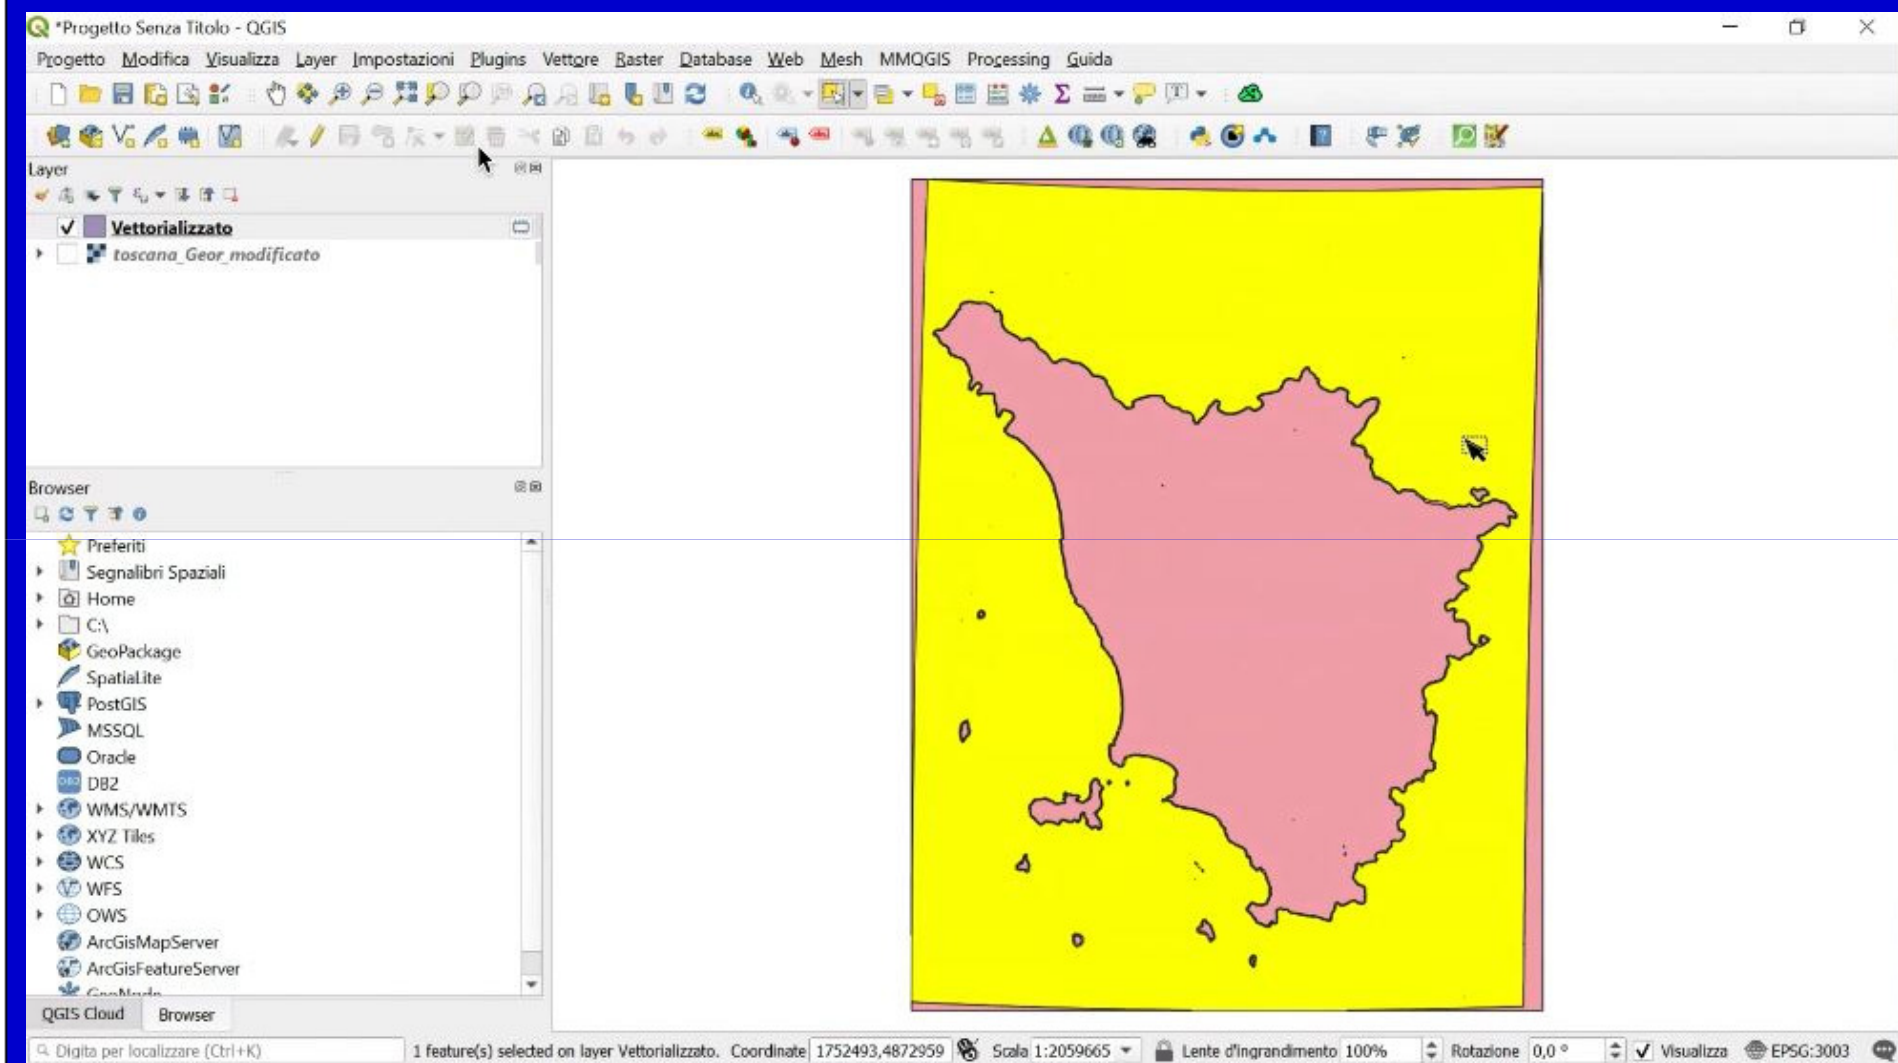 *Progetto Senza Titolo - QGIS
Progetto Modifica Visualizza Layer Impostazioni Plugins Vettore Raster Database Web Mesh MMQGIS Processing Guida
Layer
Vettorializzato
toscana_Geor_modificato
Browser
Preferiti
Segnalibri Spaziali
Home
C:\
GeoPackage
SpatiaLite
PostGIS
MSSQL
Oracle
DB2
WMS/WMTS
XYZ Tiles
WCS
WFS
OWS
ArcGisMapServer
ArcGisFeatureServer
GeoNode
QGIS Cloud Browser
Digita per localizzare (Ctrl+K) 1 feature(s) selected on layer Vettorializzato. Coordinate 1752493,4872959 Scala 1:2059665 Lente d'ingrandimento 100% Rotazione 0,0 ° Visualizza EPSG:3003